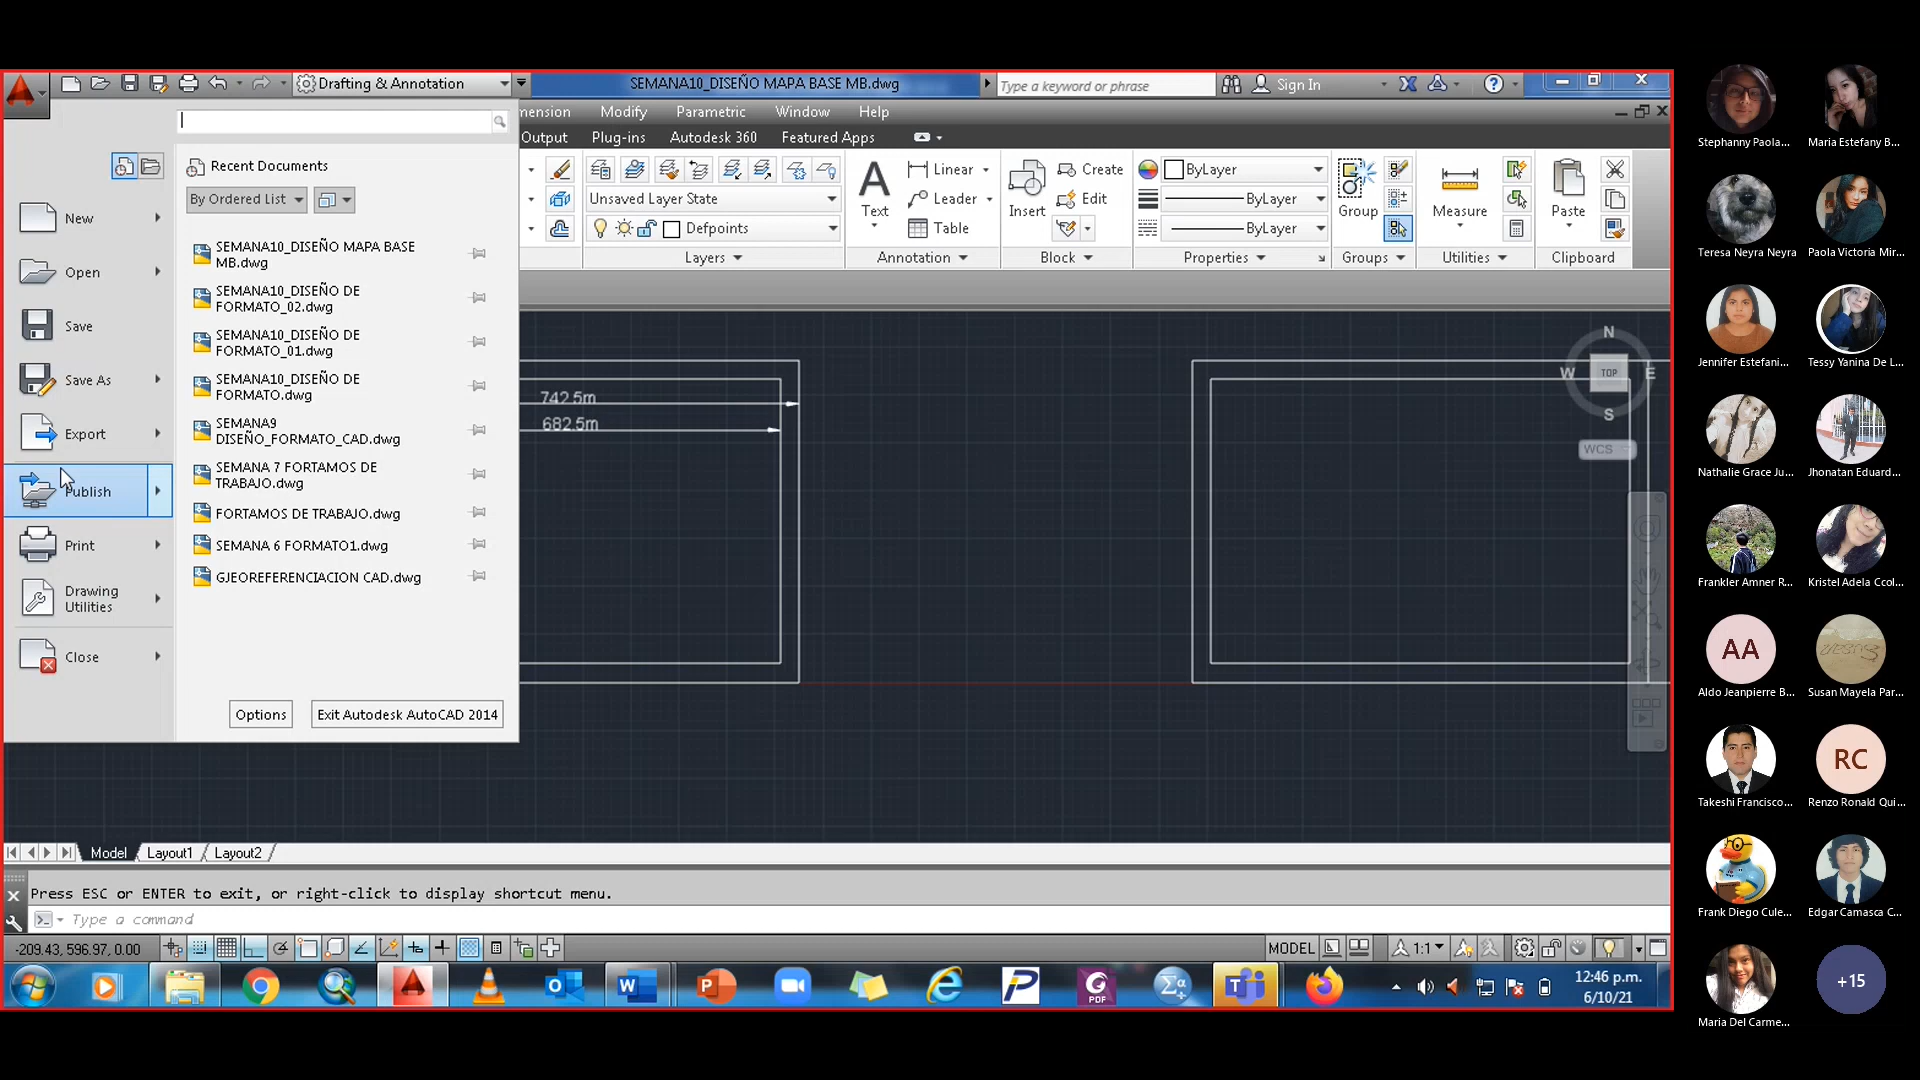 Drafting & Annotation
SEMANA10_DISEÑO MAPA BASE MB.dwg
Type a keyword or phrase
Sign In
mension
Modify
Parametric
Window
Help
Output
Plug-ins
Autodesk 360
Featured Apps
Recent Documents
By Ordered List
New
Open
Save
Save As
Export
Publish
Print
Drawing
Utilities
Close
SEMANA10_DISEÑO MAPA BASE
MB.dwg
SEMANA10_DISEÑO DE
FORMATO_02.dwg
SEMANA10_DISEÑO DE
FORMATO_01.dwg
SEMANA10_DISEÑO DE
FORMATO.dwg
SEMANA9
DISEÑO_FORMATO_CAD.dwg
SEMANA 7 FORTAMOS DE
TRABAJO.dwg
FORTAMOS DE TRABAJO.dwg
SEMANA 6 FORMATO1.dwg
GJEOREFERENCIACION CAD.dwg
Options
Exit Autodesk AutoCAD 2014
Unsaved Layer State
Defpoints
Layers
Text
Linear
Leader
Table
Annotation
Insert
Create
Edit
Block
ByLayer
ByLayer
ByLayer
Properties
Group
Groups
Measure
Utilities
Paste
Clipboard
742.5m
682.5m
N
W
TOP
E
S
WCS
Model
Layout1
Layout2
Press ESC or ENTER to exit, or right-click to display shortcut menu.
Type a command
-209.43, 596.97, 0.00
MODEL
1:1
12:46 p.m.
6/10/21
Stephanny Paola...
Maria Estefany B...
Teresa Neyra Neyra
Paola Victoria Mir...
Jennifer Estefani...
Tessy Yanina De L...
Nathalie Grace Ju...
Jhonatan Eduard...
Frankler Amner R...
Kristel Adela Ccol...
AA
Aldo Jeanpierre B...
Susan Mayela Par...
Takeshi Francisco...
RC
Renzo Ronald Qui...
Frank Diego Cule...
Edgar Camasca C...
Maria Del Carme...
+15